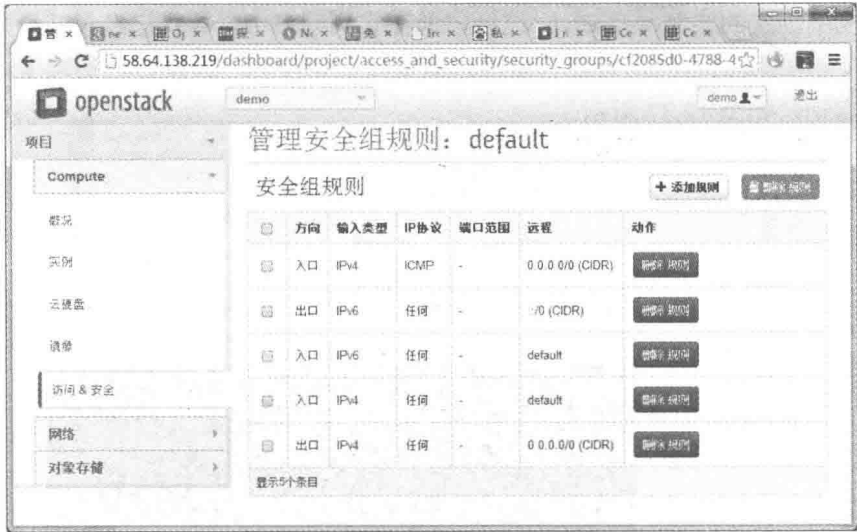 58.64.138.219/dashboard/project/access_and_security/security_groups/cf2085d0-4788-4
openstack
demo
demo
退出
项目
管理安全组规则：default
Compute
安全组规则
+ 添加规则
删除 规则
概况
方向 输入类型 IP协议 端口范围 远程 动作
实例
入口 IPv4 ICMP - 0.0.0.0/0 (CIDR) 删除 规则
云硬盘
出口 IPv6 任何 - ::/0 (CIDR) 删除 规则
镜像
入口 IPv6 任何 - default 删除 规则
访问 & 安全
入口 IPv4 任何 - default 删除 规则
网络
出口 IPv4 任何 - 0.0.0.0/0 (CIDR) 删除 规则
对象存储
显示5个条目